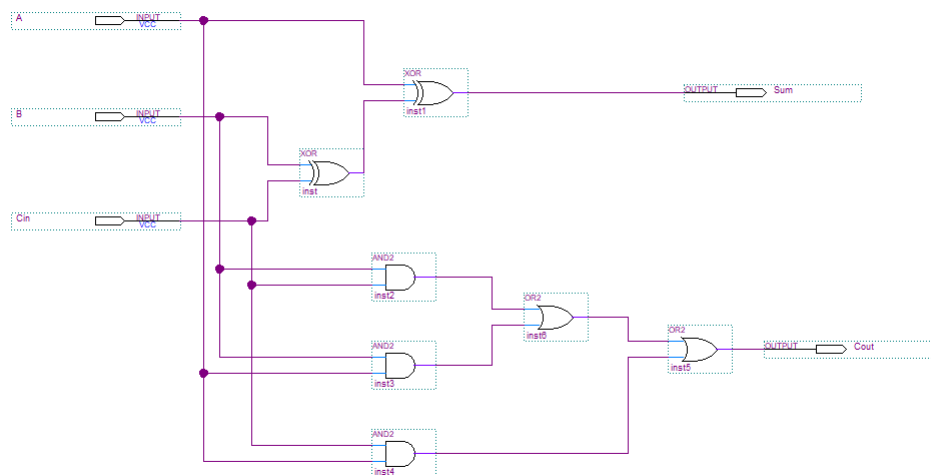 A
INPUT
VCC
XOR
inst1
OUTPUT
Sum
B
INPUT
VCC
XOR
inst
Cin
INPUT
VCC
AND2
inst2
OR2
inst6
AND2
inst3
OR2
inst5
OUTPUT
Cout
AND2
inst4